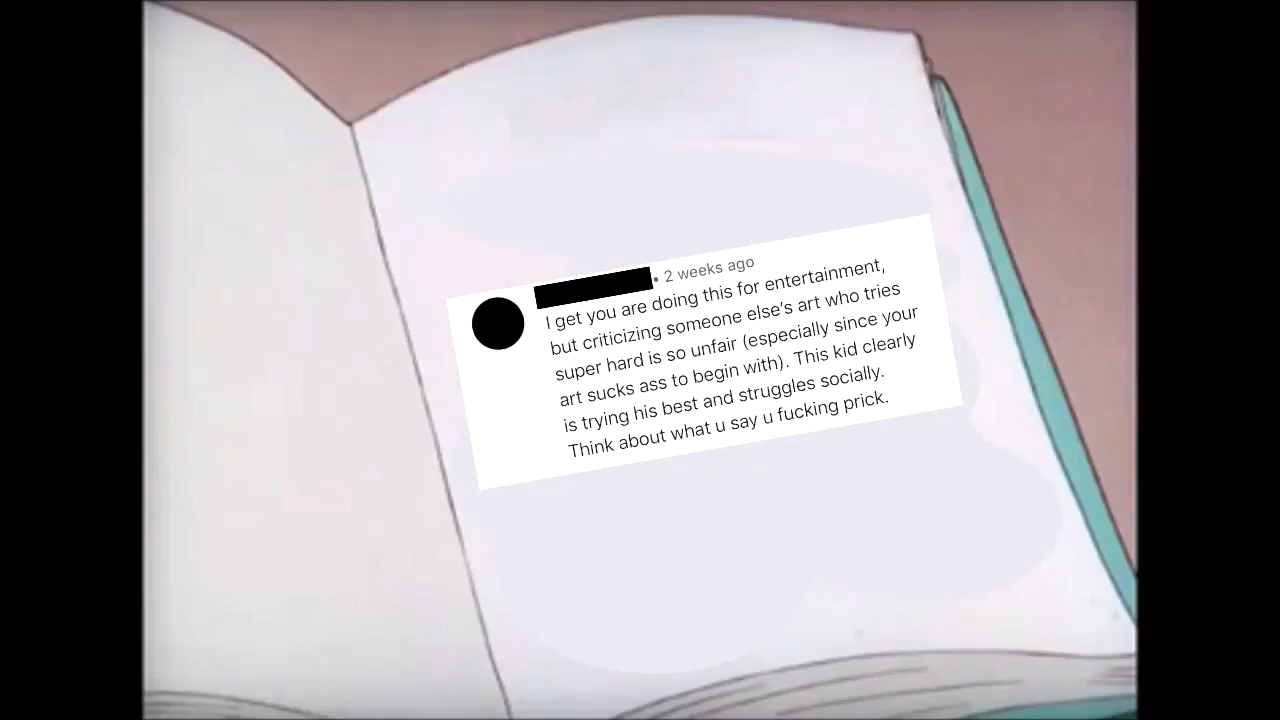 • 2 weeks ago
I get you are doing this for entertainment,
but criticizing someone else's art who tries
super hard is so unfair (especially since your
art sucks ass to begin with). This kid clearly
is trying his best and struggles socially.
Think about what u say u fucking prick.